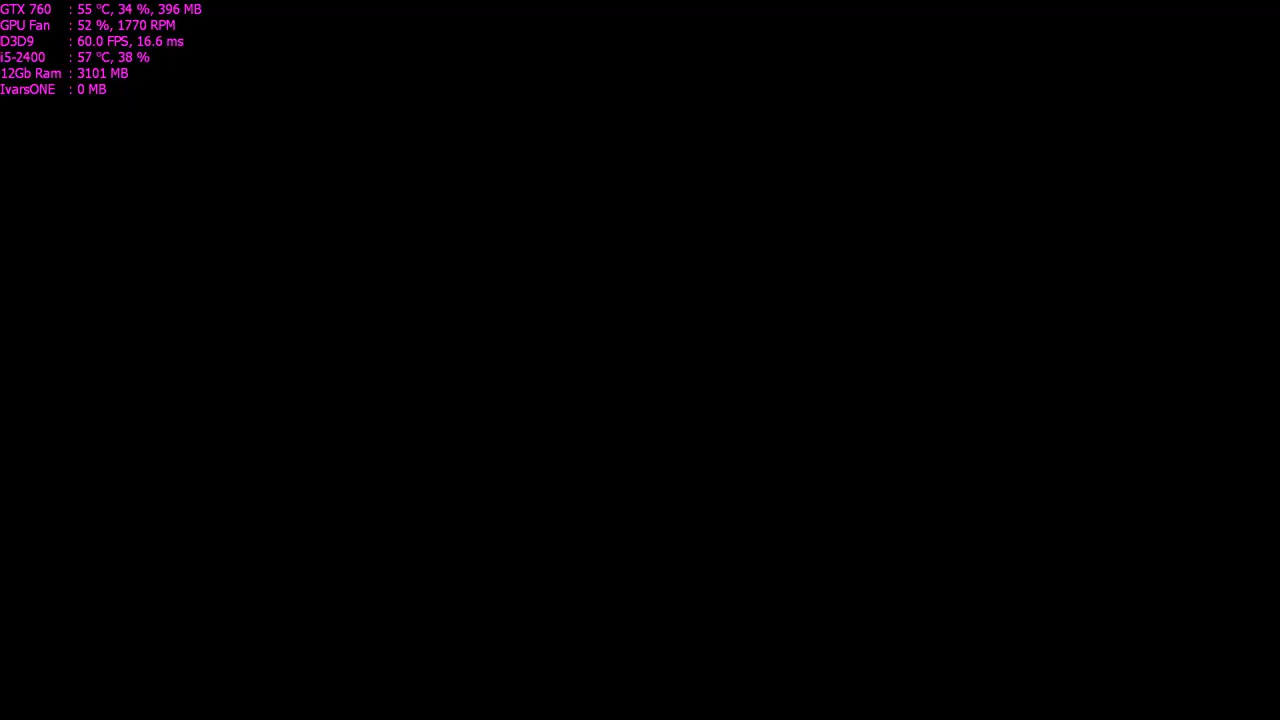 GTX 760 : 55 °C, 34 %, 396 MB
GPU Fan : 52 %, 1770 RPM
D3D9 : 60.0 FPS, 16.6 ms
i5-2400 : 57 °C, 38 %
12Gb Ram : 3101 MB
IvarsONE : 0 MB